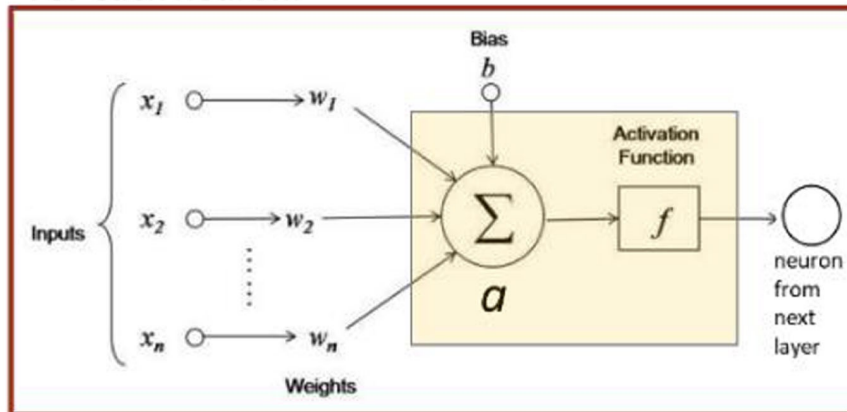 Bias
b
x1
w1
Activation
Function
Inputs
x2
w2
∑
f
a
neuron
from
next
layer
xn
wn
Weights